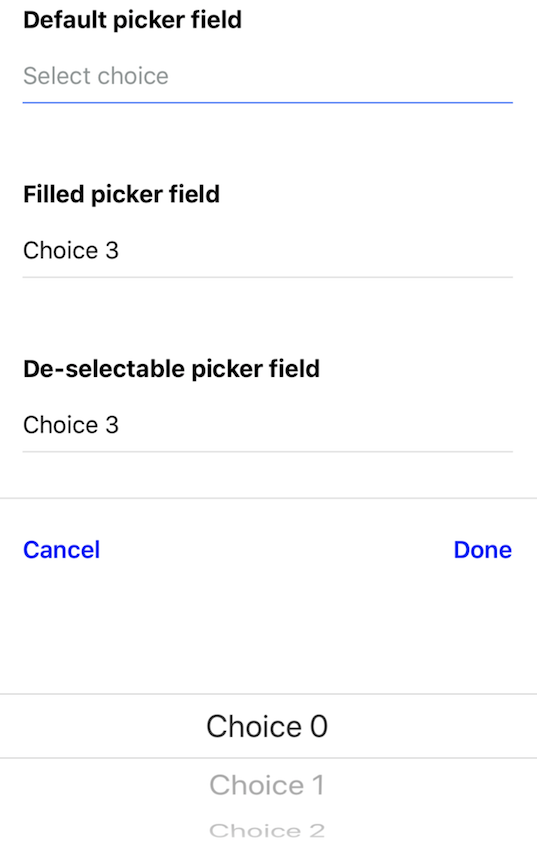 Default picker field
Select choice
Filled picker field
Choice 3
De-selectable picker field
Choice 3
Cancel Done
Choice 0
Choice 1
Choice 2